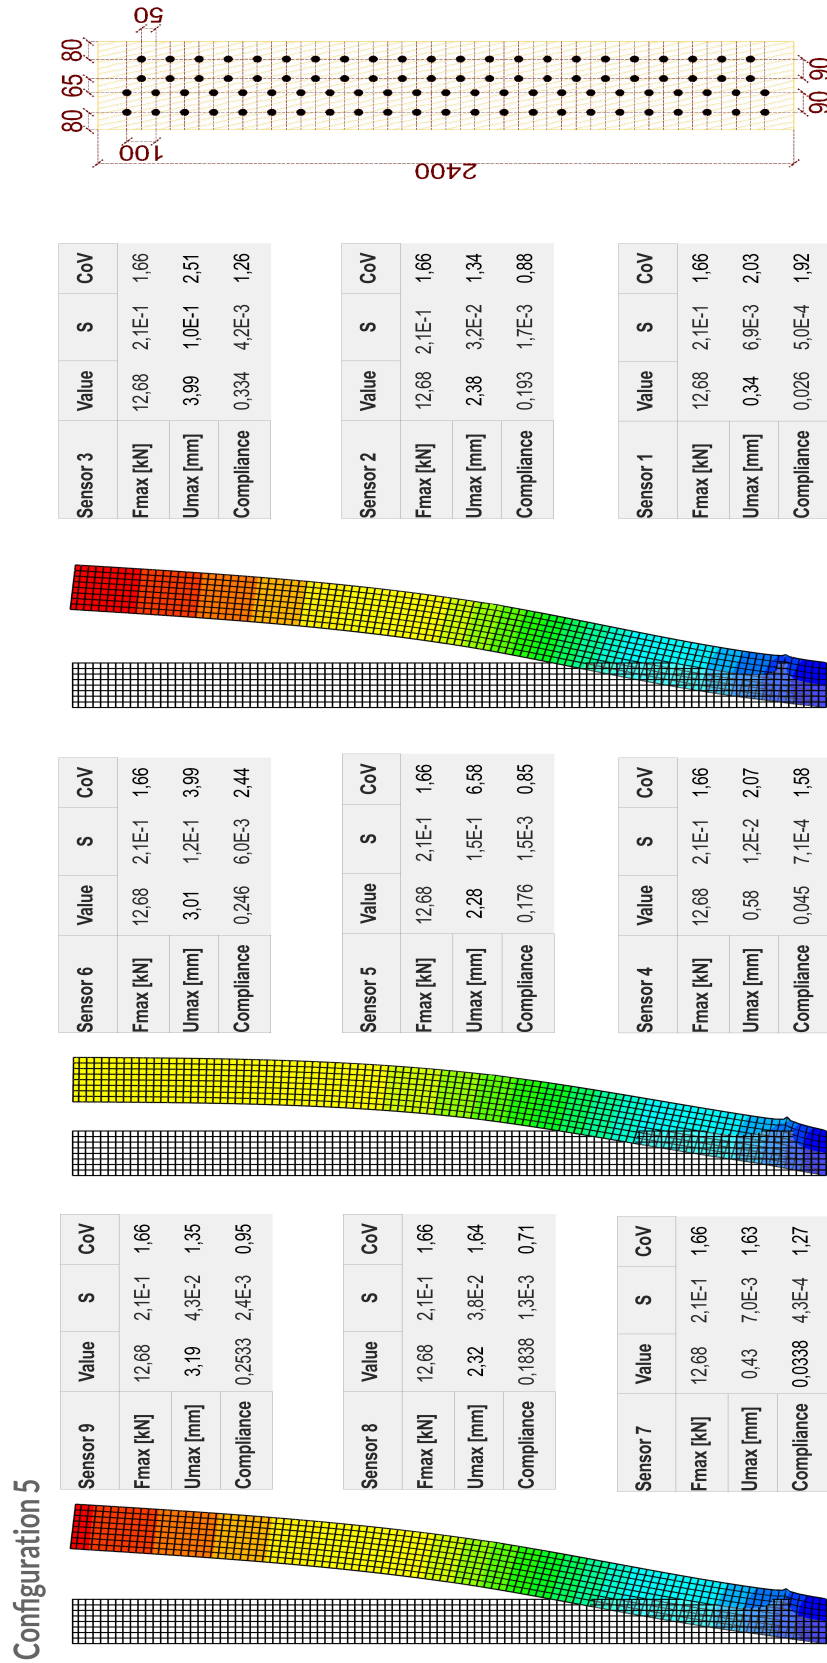 Configuration 5
Sensor 9 Value S CoV
Fmax [kN] 12,68 2,1E-1 1,66
Umax [mm] 3,19 4,3E-2 1,35
Compliance 0,2533 2,4E-3 0,95
Sensor 6 Value S CoV
Fmax [kN] 12,68 2,1E-1 1,66
Umax [mm] 3,01 1,2E-1 3,99
Compliance 0,246 6,0E-3 2,44
Sensor 3 Value S CoV
Fmax [kN] 12,68 2,1E-1 1,66
Umax [mm] 3,99 1,0E-1 2,51
Compliance 0,334 4,2E-3 1,26
Sensor 8 Value S CoV
Fmax [kN] 12,68 2,1E-1 1,66
Umax [mm] 2,32 3,8E-2 1,64
Compliance 0,1838 1,3E-3 0,71
Sensor 5 Value S CoV
Fmax [kN] 12,68 2,1E-1 1,66
Umax [mm] 2,28 1,5E-1 6,58
Compliance 0,176 1,5E-3 0,85
Sensor 2 Value S CoV
Fmax [kN] 12,68 2,1E-1 1,66
Umax [mm] 2,38 3,2E-2 1,34
Compliance 0,193 1,7E-3 0,88
Sensor 7 Value S CoV
Fmax [kN] 12,68 2,1E-1 1,66
Umax [mm] 0,43 7,0E-3 1,63
Compliance 0,0338 4,3E-4 1,27
Sensor 4 Value S CoV
Fmax [kN] 12,68 2,1E-1 1,66
Umax [mm] 0,58 1,2E-2 2,07
Compliance 0,045 7,1E-4 1,58
Sensor 1 Value S CoV
Fmax [kN] 12,68 2,1E-1 1,66
Umax [mm] 0,34 6,9E-3 2,03
Compliance 0,026 5,0E-4 1,92
80 65 80
100
50
2400
90 90